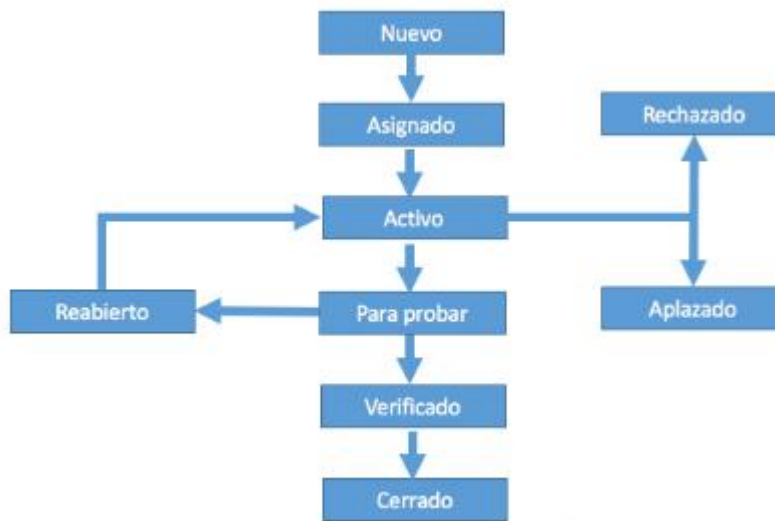 Nuevo
Asignado
Rechazado
Activo
Reabierto
Para probar
Aplazado
Verificado
Cerrado